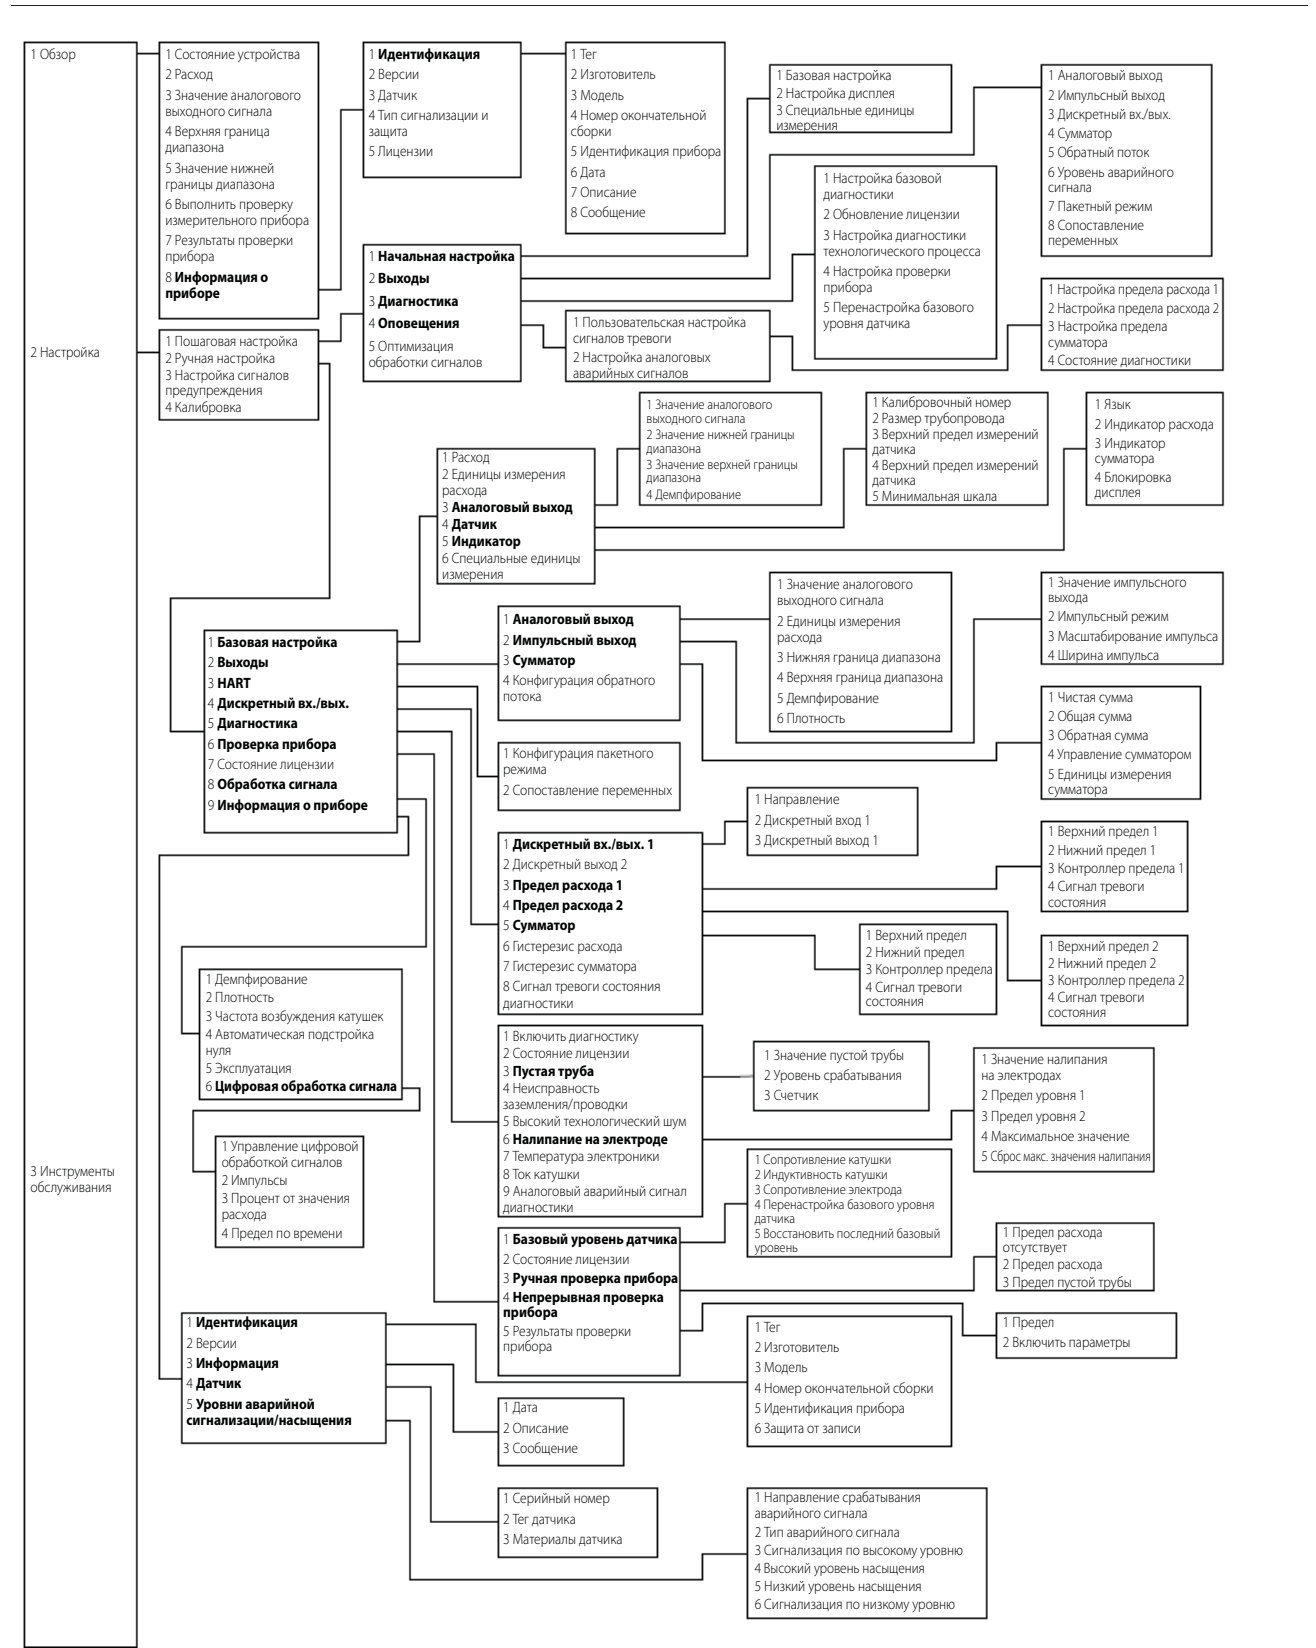 1 Обзор
2 Настройка
3 Инструменты
обслуживания
1 Состояние устройства
2 Расход
3 Значение аналогового
выходного сигнала
4 Верхняя граница
диапазона
5 Значение нижней
границы диапазона
6 Выполнить проверку
измерительного прибора
7 Результаты проверки
прибора
8 Информация о
приборе
1 Идентификация
2 Версии
3 Датчик
4 Тип сигнализации и
защита
5 Лицензии
1 Тег
2 Изготовитель
3 Модель
4 Номер окончательной
сборки
5 Идентификация прибора
6 Дата
7 Описание
8 Сообщение
1 Базовая настройка
2 Настройка дисплея
3 Специальные единицы
измерения
1 Аналоговый выход
2 Импульсный выход
3 Дискретный вх./вых.
4 Сумматор
5 Обратный поток
6 Уровень аварийного
сигнала
7 Пакетный режим
8 Сопоставление
переменных
1 Настройка базовой
диагностики
2 Обновление лицензии
3 Настройка диагностики
технологического процесса
4 Настройка проверки
прибора
5 Перенастройка базового
уровня датчика
1 Начальная настройка
2 Выходы
3 Диагностика
4 Оповещения
5 Оптимизация
обработки сигналов
1 Пользовательская настройка
сигналов тревоги
2 Настройка аналоговых
аварийных сигналов
1 Настройка предела расхода 1
2 Настройка предела расхода 2
3 Настройка предела
сумматора
4 Состояние диагностики
1 Пошаговая настройка
2 Ручная настройка
3 Настройка сигналов
предупреждения
4 Калибровка
1 Расход
2 Единицы измерения
расхода
3 Аналоговый выход
4 Датчик
5 Индикатор
6 Специальные единицы
измерения
1 Значение аналогового
выходного сигнала
2 Значение нижней границы
диапазона
3 Значение верхней границы
диапазона
4 Демпфирование
1 Калибровочный номер
2 Размер трубопровода
3 Верхний предел измерений
датчика
4 Верхний предел измерений
датчика
5 Минимальная шкала
1 Язык
2 Индикатор расхода
3 Индикатор
сумматора
4 Блокировка
дисплея
1 Базовая настройка
2 Выходы
3 HART
4 Дискретный вх./вых.
5 Диагностика
6 Проверка прибора
7 Состояние лицензии
8 Обработка сигнала
9 Информация о приборе
1 Аналоговый выход
2 Импульсный выход
3 Сумматор
4 Конфигурация обратного
потока
1 Значение аналогового
выходного сигнала
2 Единицы измерения
расхода
3 Нижняя граница диапазона
4 Верхняя граница диапазона
5 Демпфирование
6 Плотность
1 Значение импульсного
выхода
2 Импульсный режим
3 Масштабирование импульса
4 Ширина импульса
1 Чистая сумма
2 Общая сумма
3 Обратная сумма
4 Управление сумматором
5 Единицы измерения
сумматора
1 Конфигурация пакетного
режима
2 Сопоставление переменных
1 Направление
2 Дискретный вход 1
3 Дискретный выход 1
1 Дискретный вх./вых. 1
2 Дискретный выход 2
3 Предел расхода 1
4 Предел расхода 2
5 Сумматор
6 Гистерезис расхода
7 Гистерезис сумматора
8 Сигнал тревоги состояния
диагностики
1 Верхний предел 1
2 Нижний предел 1
3 Контроллер предела 1
4 Сигнал тревоги
состояния
1 Верхний предел
2 Нижний предел
3 Контроллер предела
4 Сигнал тревоги
состояния
1 Верхний предел 2
2 Нижний предел 2
3 Контроллер предела 2
4 Сигнал тревоги
состояния
1 Демпфирование
2 Плотность
3 Частота возбуждения катушек
4 Автоматическая подстройка
нуля
5 Эксплуатация
6 Цифровая обработка сигнала
1 Управление цифровой
обработкой сигналов
2 Импульсы
3 Процент от значения
расхода
4 Предел по времени
1 Включить диагностику
2 Состояние лицензии
3 Пустая труба
4 Неисправность
заземления/проводки
5 Высокий технологический шум
6 Налипание на электроде
7 Температура электроники
8 Ток катушки
9 Аналоговый аварийный сигнал
диагностики
1 Значение пустой трубы
2 Уровень срабатывания
3 Счетчик
1 Значение налипания
на электродах
2 Предел уровня 1
3 Предел уровня 2
4 Максимальное значение
5 Сброс макс. значения налипания
1 Сопротивление катушки
2 Индуктивность катушки
3 Сопротивление электрода
4 Перенастройка базового уровня
датчика
5 Восстановить последний базовый
уровень
1 Базовый уровень датчика
2 Состояние лицензии
3 Ручная проверка прибора
4 Непрерывная проверка
прибора
5 Результаты проверки
прибора
1 Предел расхода
отсутствует
2 Предел расхода
3 Предел пустой трубы
1 Предел
2 Включить параметры
1 Идентификация
2 Версии
3 Информация
4 Датчик
5 Уровни аварийной
сигнализации/насыщения
1 Тег
2 Изготовитель
3 Модель
4 Номер окончательной сборки
5 Идентификация прибора
6 Защита от записи
1 Дата
2 Описание
3 Сообщение
1 Серийный номер
2 Тег датчика
3 Материалы датчика
1 Направление срабатывания
аварийного сигнала
2 Тип аварийного сигнала
3 Сигнализация по высокому уровню
4 Высокий уровень насыщения
5 Низкий уровень насыщения
6 Сигнализация по низкому уровню